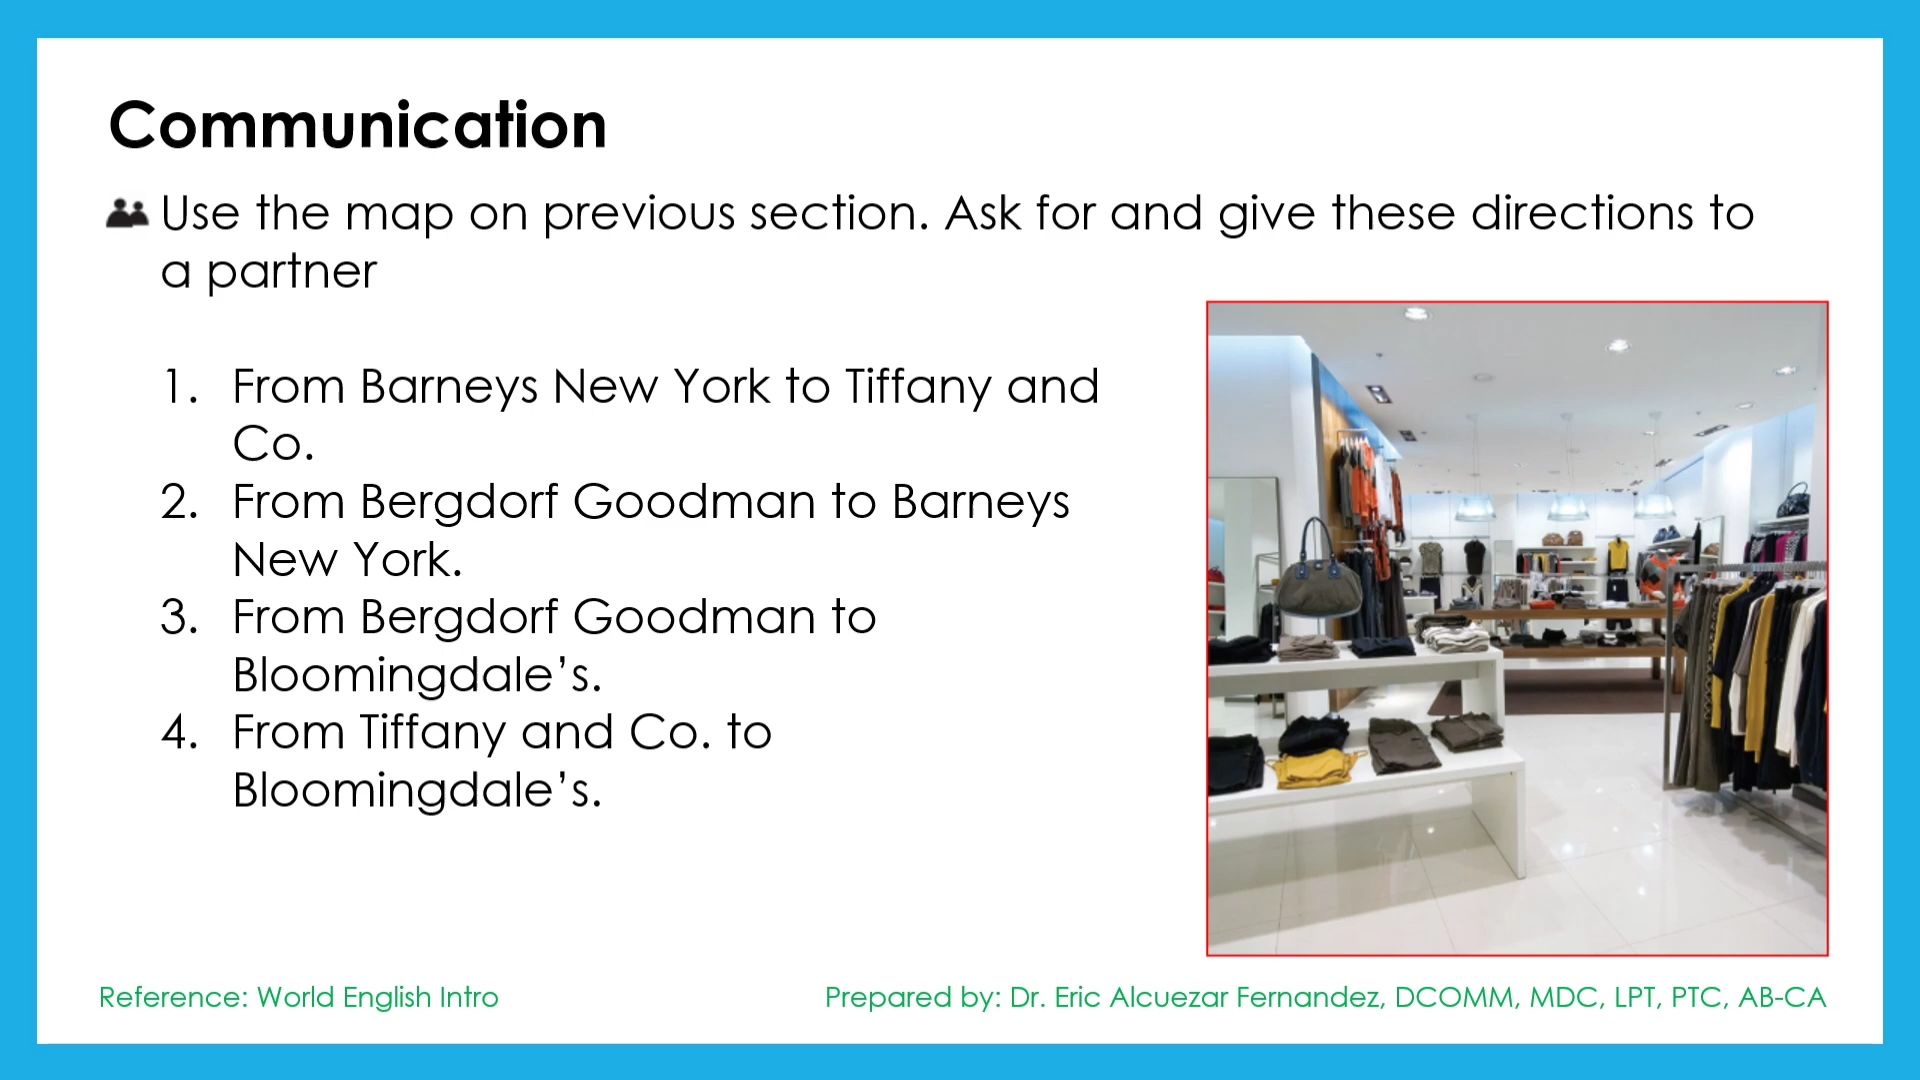 Communication
Use the map on previous section. Ask for and give these directions to
a partner
1. From Barneys New York to Tiffany and
Co.
2. From Bergdorf Goodman to Barneys
New York.
3. From Bergdorf Goodman to
Bloomingdale’s.
4. From Tiffany and Co. to
Bloomingdale’s.
Reference: World English Intro
Prepared by: Dr. Eric Alcuezar Fernandez, DCOMM, MDC, LPT, PTC, AB-CA